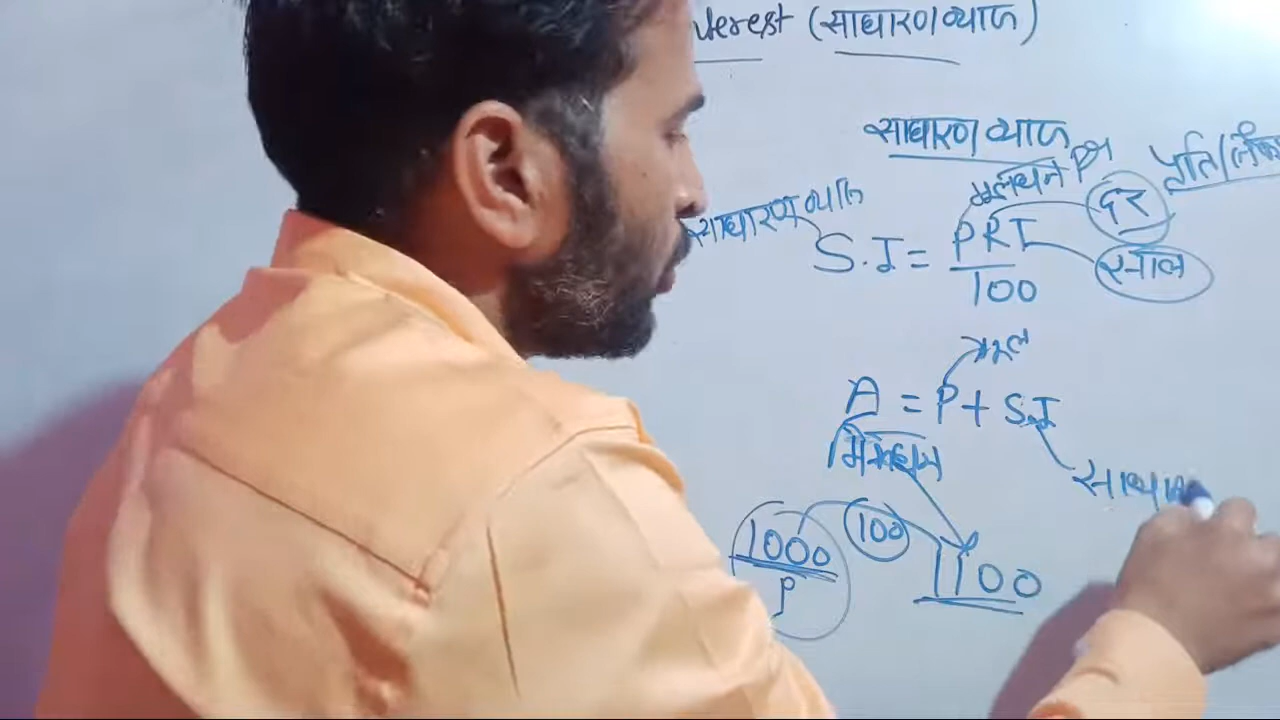 terest (साधारण ब्याज)
साधारण ब्याज
मूलधन P
दर
प्रति/सैक
साधारण ब्याज
S.I = PRT
100
साल
मूल
A = P + S.I
मिश्रधन
साधा
1000 100 1100
P